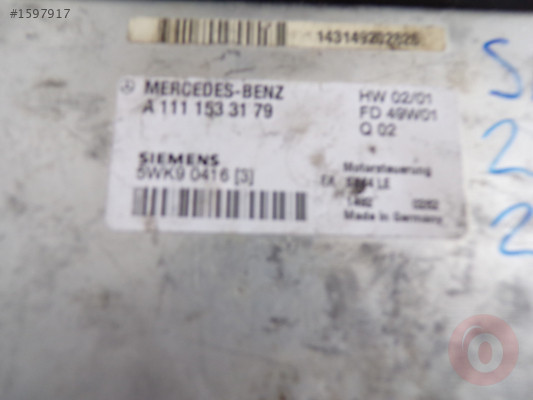 #1597917
143149202826
MERCEDES-BENZ
A 111 153 31 79
HW 02/01
FD 49W01
Q 02
SIEMENS
5WK9 0416 [3]
Motorsteuerung
Made in Germany
S
2
2